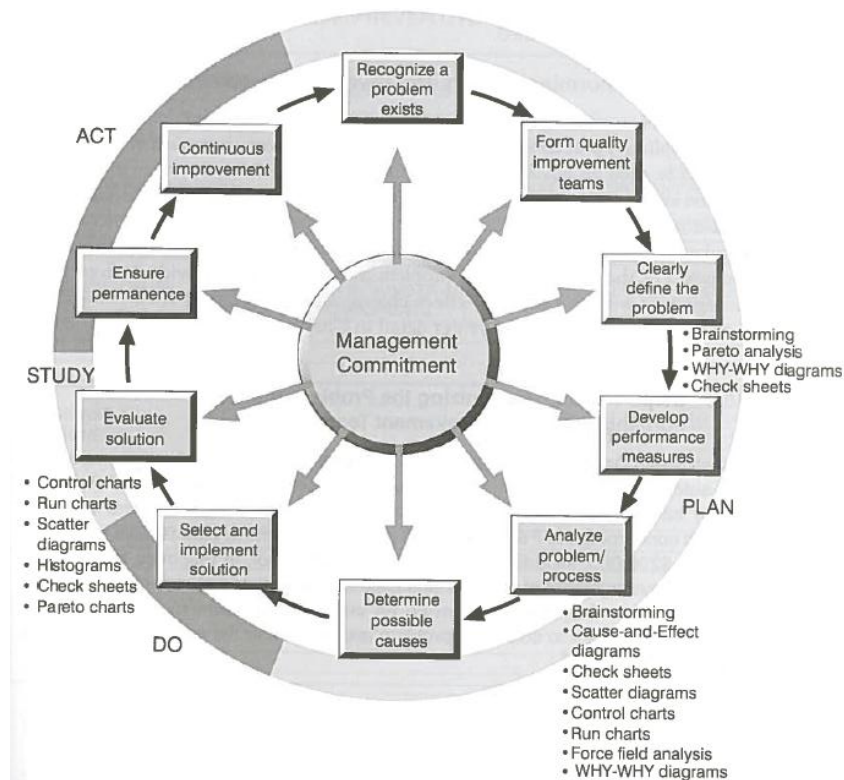 Recognize a
problem
exists
Form quality
improvement
teams
Clearly
define the
problem
•Brainstorming
•Pareto analysis
•WHY-WHY diagrams
•Check sheets
Develop
performance
measures
PLAN
Analyze
problem/
process
•Brainstorming
•Cause-and-Effect
diagrams
•Check sheets
•Scatter diagrams
•Control charts
•Run charts
•Force field analysis
•WHY-WHY diagrams
Determine
possible
causes
DO
Select and
implement
solution
STUDY
Evaluate
solution
• Control charts
• Run charts
• Scatter
diagrams
• Histograms
• Check sheets
• Pareto charts
Ensure
permanence
ACT
Continuous
improvement
Management
Commitment